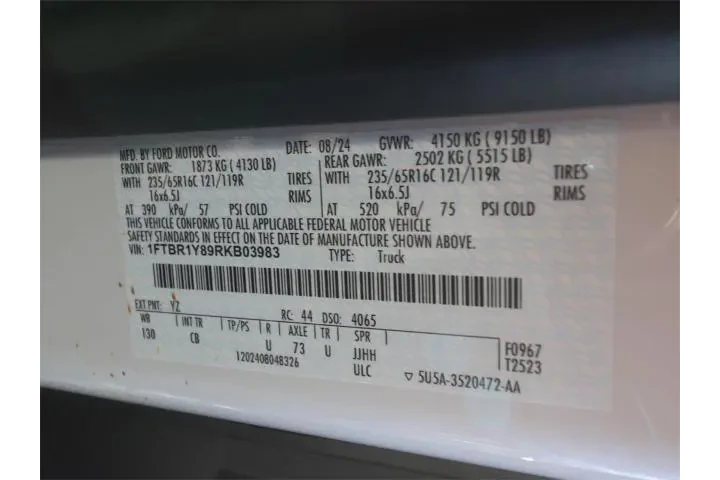 MFD. BY FORD MOTOR CO. DATE: 08/24 GVWR: 4150 KG ( 9150 LB)
FRONT GAWR: 1873 KG ( 4130 LB) REAR GAWR: 2502 KG ( 5515 LB)
WITH 235/65R16C 121/119R TIRES WITH 235/65R16C 121/119R TIRES
16x6.5J RIMS 16x6.5J RIMS
AT 390 kPa/ 57 PSI COLD AT 520 kPa/ 75 PSI COLD
THIS VEHICLE CONFORMS TO ALL APPLICABLE FEDERAL MOTOR VEHICLE
SAFETY STANDARDS IN EFFECT ON THE DATE OF MANUFACTURE SHOWN ABOVE.
VIN: 1FTBR1Y89RKB03983 TYPE: Truck
EXT PNT: YZ RC: 44 DSO: 4065
WB INT TR TP/PS R AXLE TR SPR F0967
130 CB U 73 U JJHH T2523
1202408048326 ULC 5U5A-3520472-AA